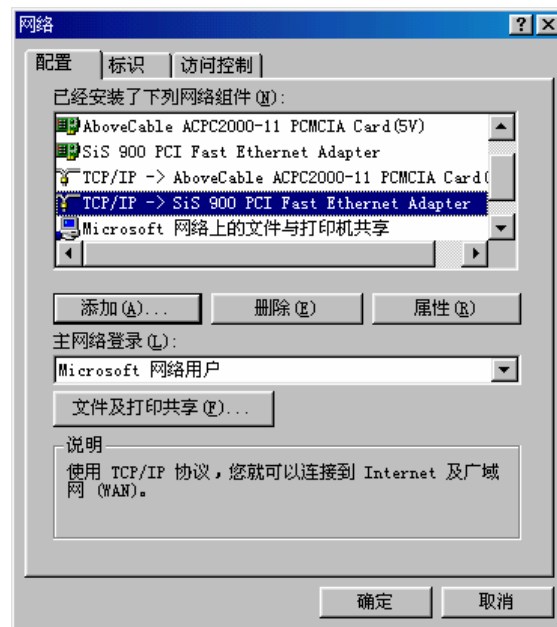 网络
配置 标识 访问控制
已经安装了下列网络组件(N):
AboveCable ACPC2000-11 PCMCIA Card(5V)
SiS 900 PCI Fast Ethernet Adapter
TCP/IP -> AboveCable ACPC2000-11 PCMCIA Card(
TCP/IP -> SiS 900 PCI Fast Ethernet Adapter
Microsoft 网络上的文件与打印机共享
添加(A)... 删除(E) 属性(R)
主网络登录(L):
Microsoft 网络用户
文件及打印共享(F)...
说明
使用 TCP/IP 协议，您就可以连接到 Internet 及广域
网 (WAN)。
确定 取消